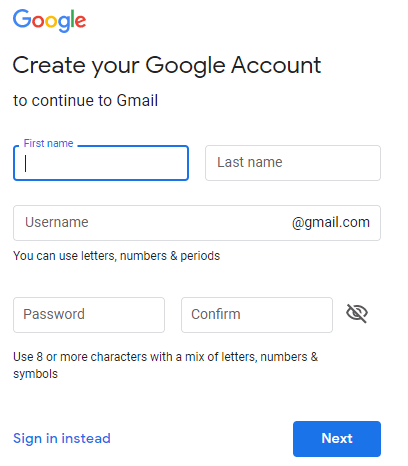 Google
Create your Google Account
to continue to Gmail
First name
Last name
Username @gmail.com
You can use letters, numbers & periods
Password
Confirm
Use 8 or more characters with a mix of letters, numbers &
symbols
Sign in instead
Next